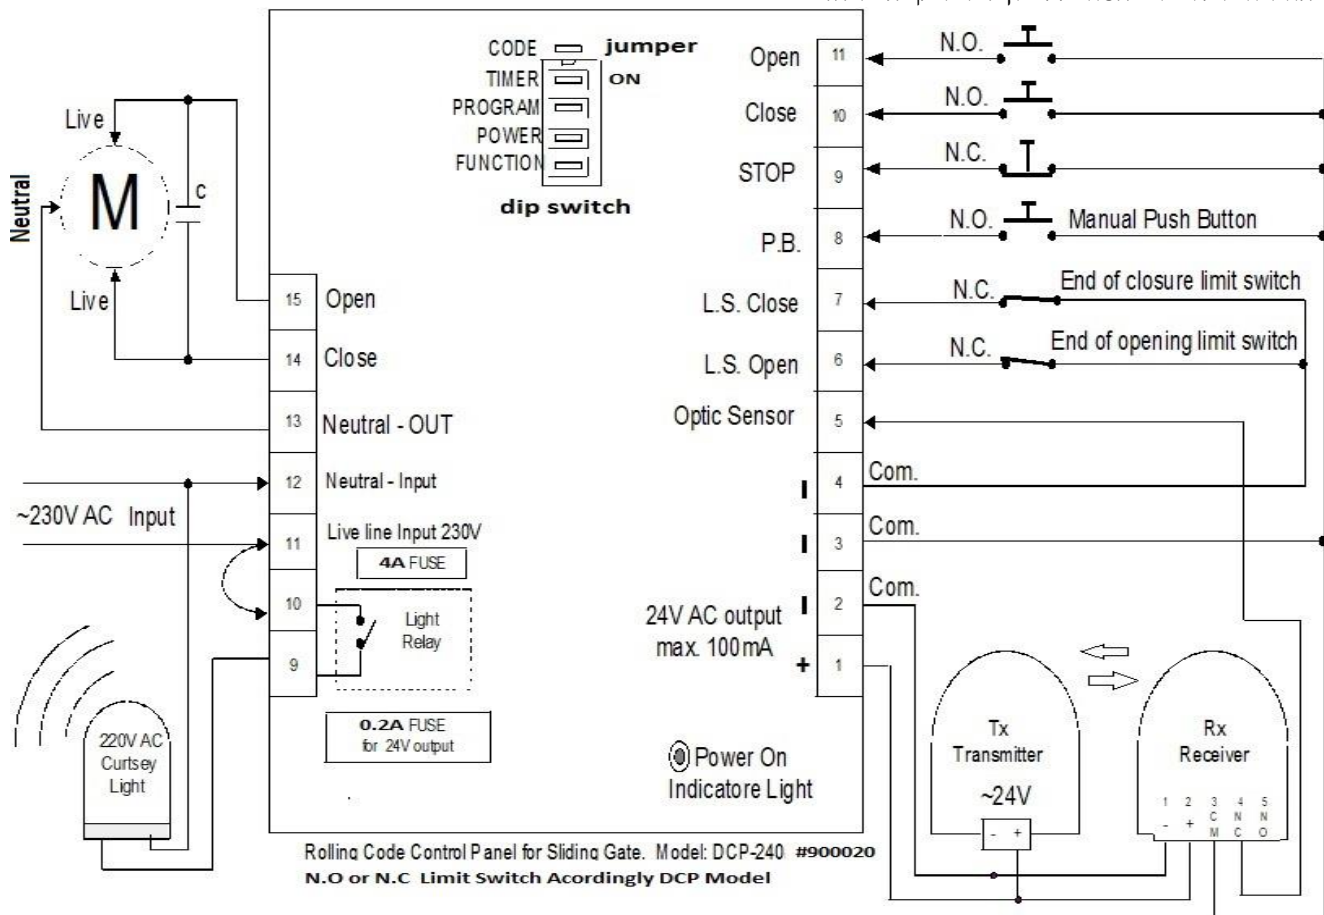 CODE
jumper
TIMER
ON
PROGRAM
POWER
FUNCTION
dip switch
Live
M
C
Neutral
Live
15 Open
14 Close
13 Neutral - OUT
12 Neutral - Input
~230V AC Input
11 Live line Input 230V
4A FUSE
10
Light
Relay
9
0.2A FUSE
for 24V output
220V AC
Curtsey
Light
Open 11 N.O.
Close 10 N.O.
STOP 9 N.C.
P.B. 8 N.O. Manual Push Button
L.S. Close 7 N.C. End of closure limit switch
L.S. Open 6 N.C. End of opening limit switch
Optic Sensor 5
4 Com.
3 Com.
2 Com.
24V AC output
max. 100mA
+ 1
Power On
Indicatore Light
Tx
Transmitter
~24V
- +
Rx
Receiver
1 2 3 4 5
- + CM NC NO
Rolling Code Control Panel for Sliding Gate. Model: DCP-240 #900020
N.O or N.C Limit Switch Acordingly DCP Model